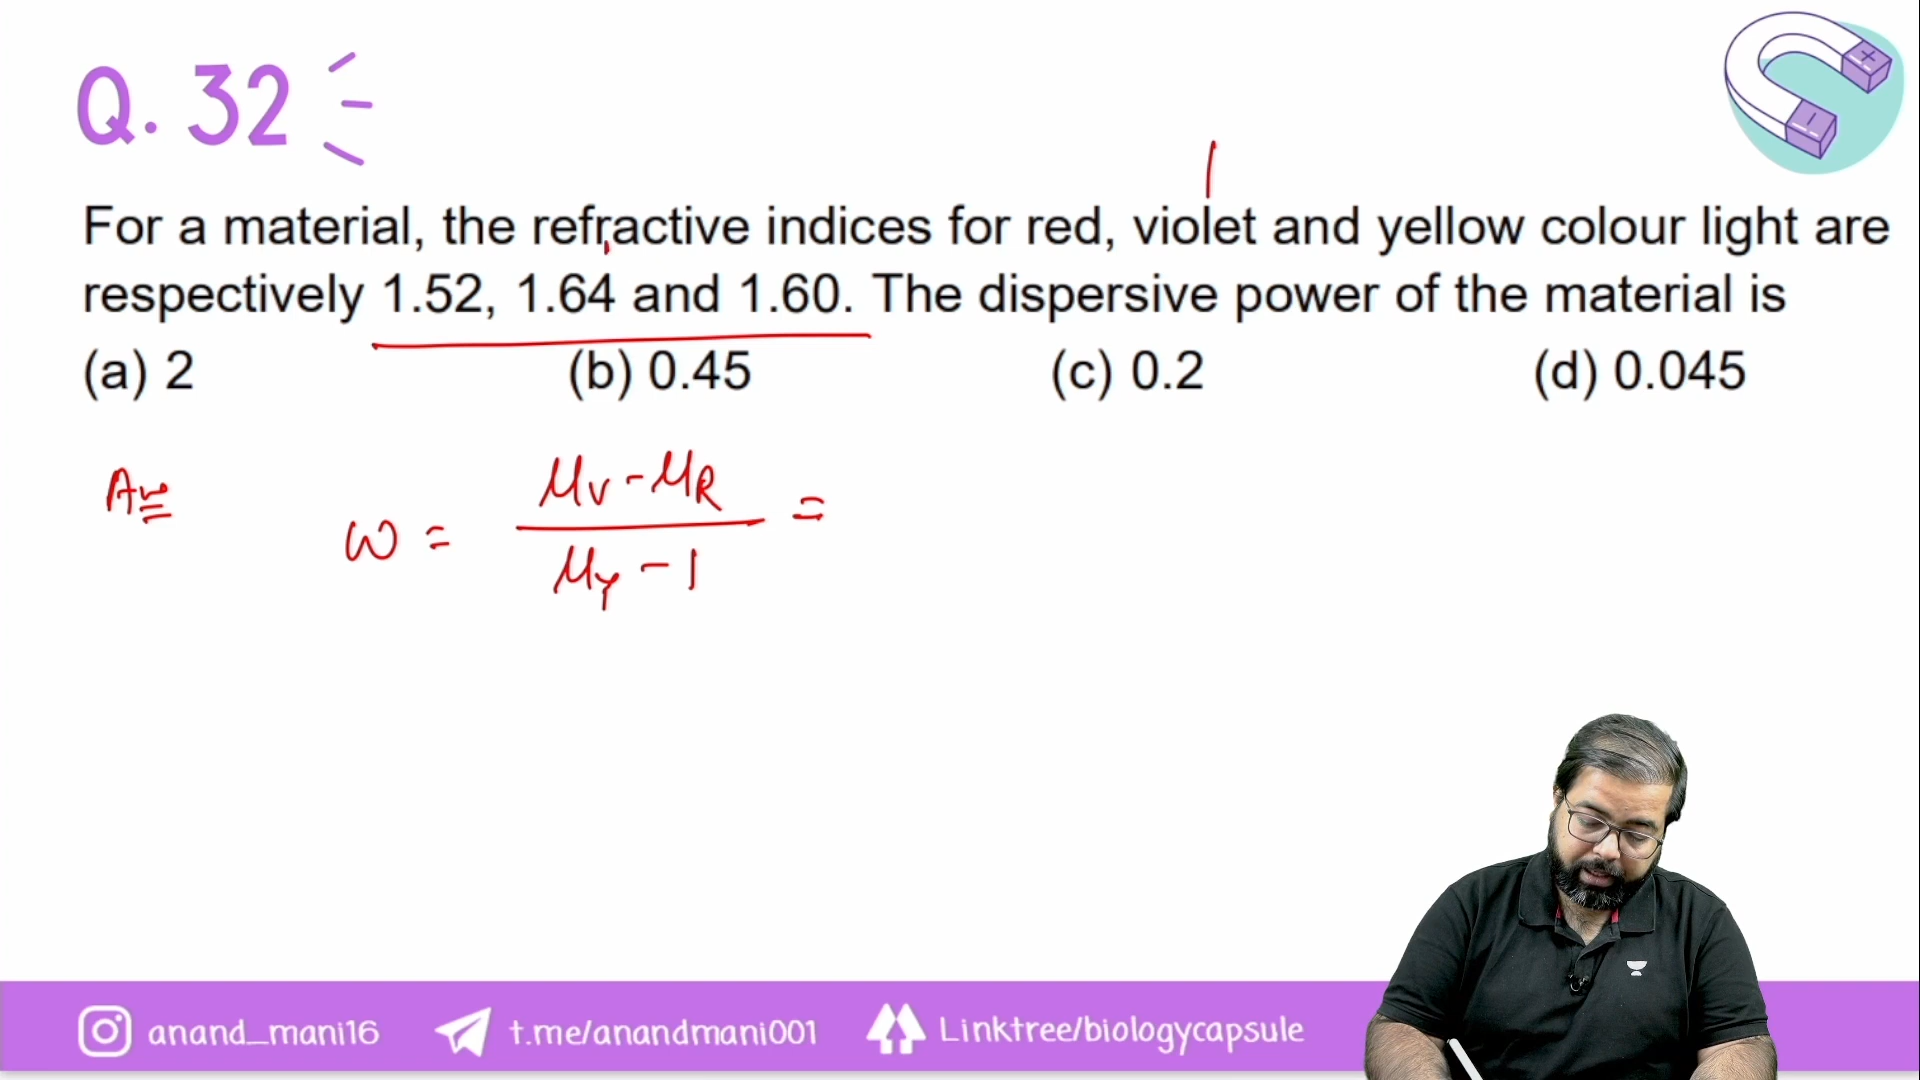 Q. 32
For a material, the refractive indices for red, violet and yellow colour light are
respectively 1.52, 1.64 and 1.60. The dispersive power of the material is
(a) 2 (b) 0.45 (c) 0.2 (d) 0.045
Ans
ω = (μV - μR) / (μY - 1) =
anand_mani16 t.me/anandmani001 Linktree/biologycapsule